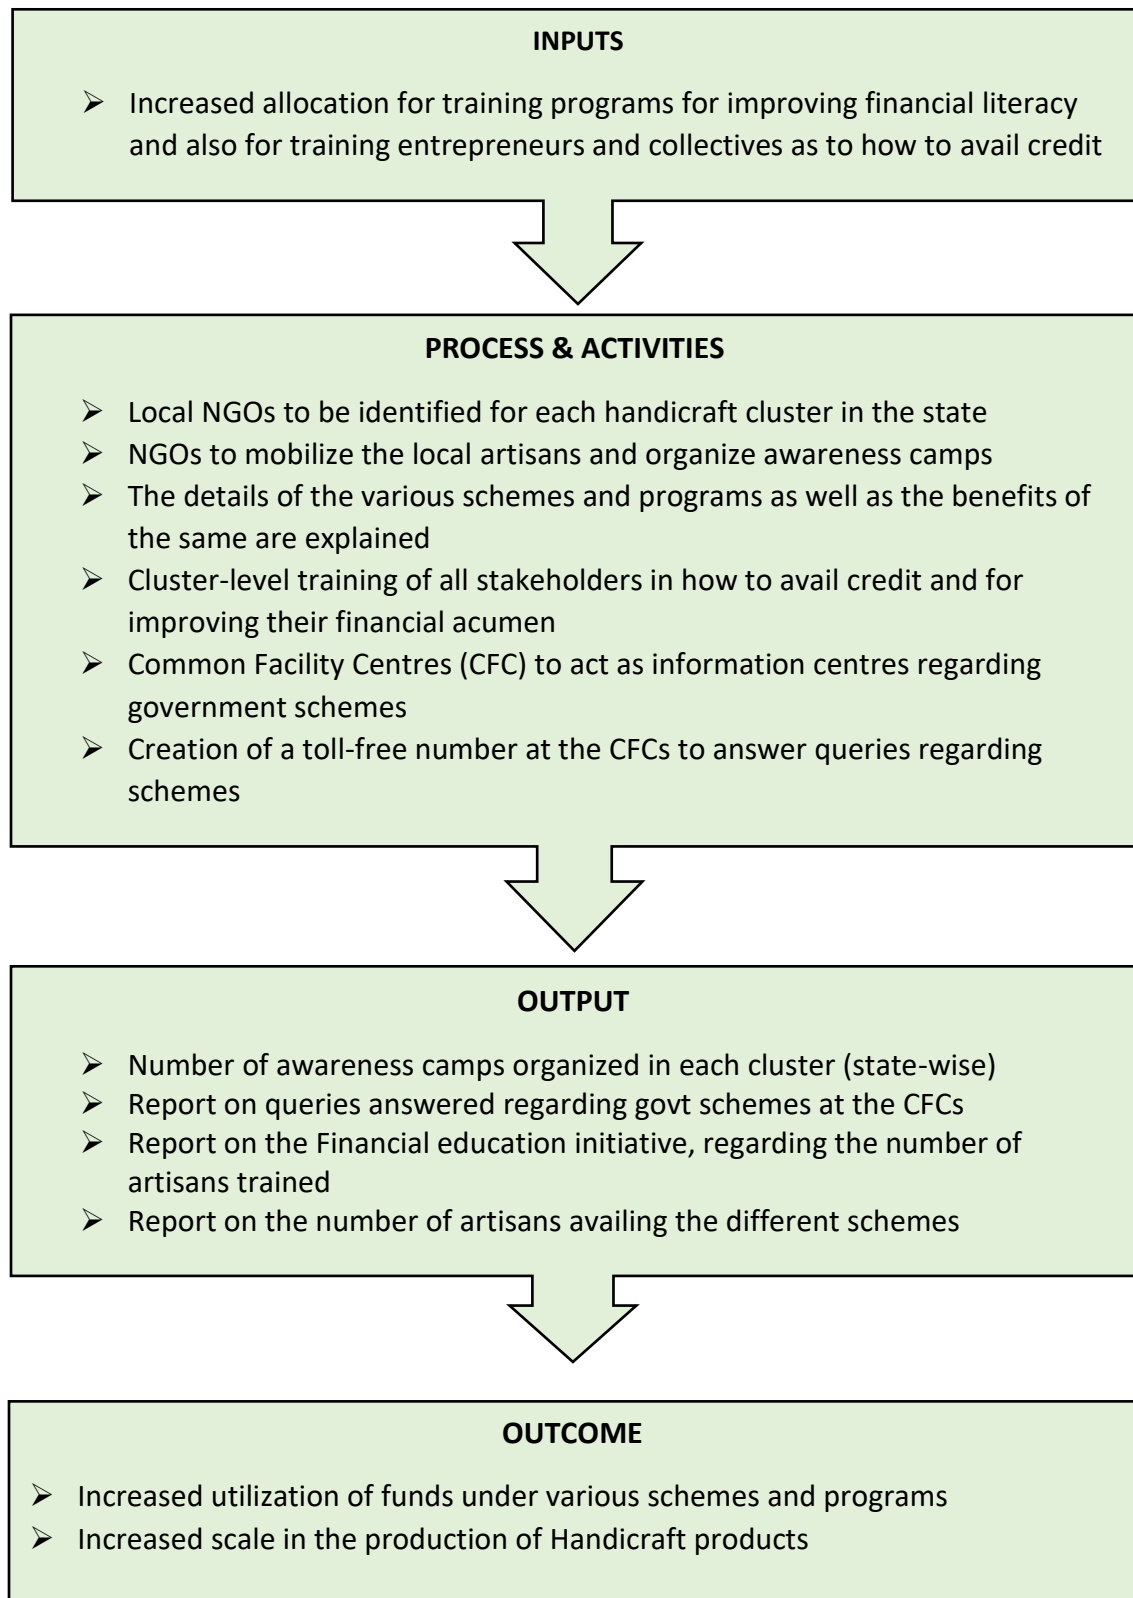 INPUTS
➢ Increased allocation for training programs for improving financial literacy
and also for training entrepreneurs and collectives as to how to avail credit
PROCESS & ACTIVITIES
➢ Local NGOs to be identified for each handicraft cluster in the state
➢ NGOs to mobilize the local artisans and organize awareness camps
➢ The details of the various schemes and programs as well as the benefits of
the same are explained
➢ Cluster-level training of all stakeholders in how to avail credit and for
improving their financial acumen
➢ Common Facility Centres (CFC) to act as information centres regarding
government schemes
➢ Creation of a toll-free number at the CFCs to answer queries regarding
schemes
OUTPUT
➢ Number of awareness camps organized in each cluster (state-wise)
➢ Report on queries answered regarding govt schemes at the CFCs
➢ Report on the Financial education initiative, regarding the number of
artisans trained
➢ Report on the number of artisans availing the different schemes
OUTCOME
➢ Increased utilization of funds under various schemes and programs
➢ Increased scale in the production of Handicraft products